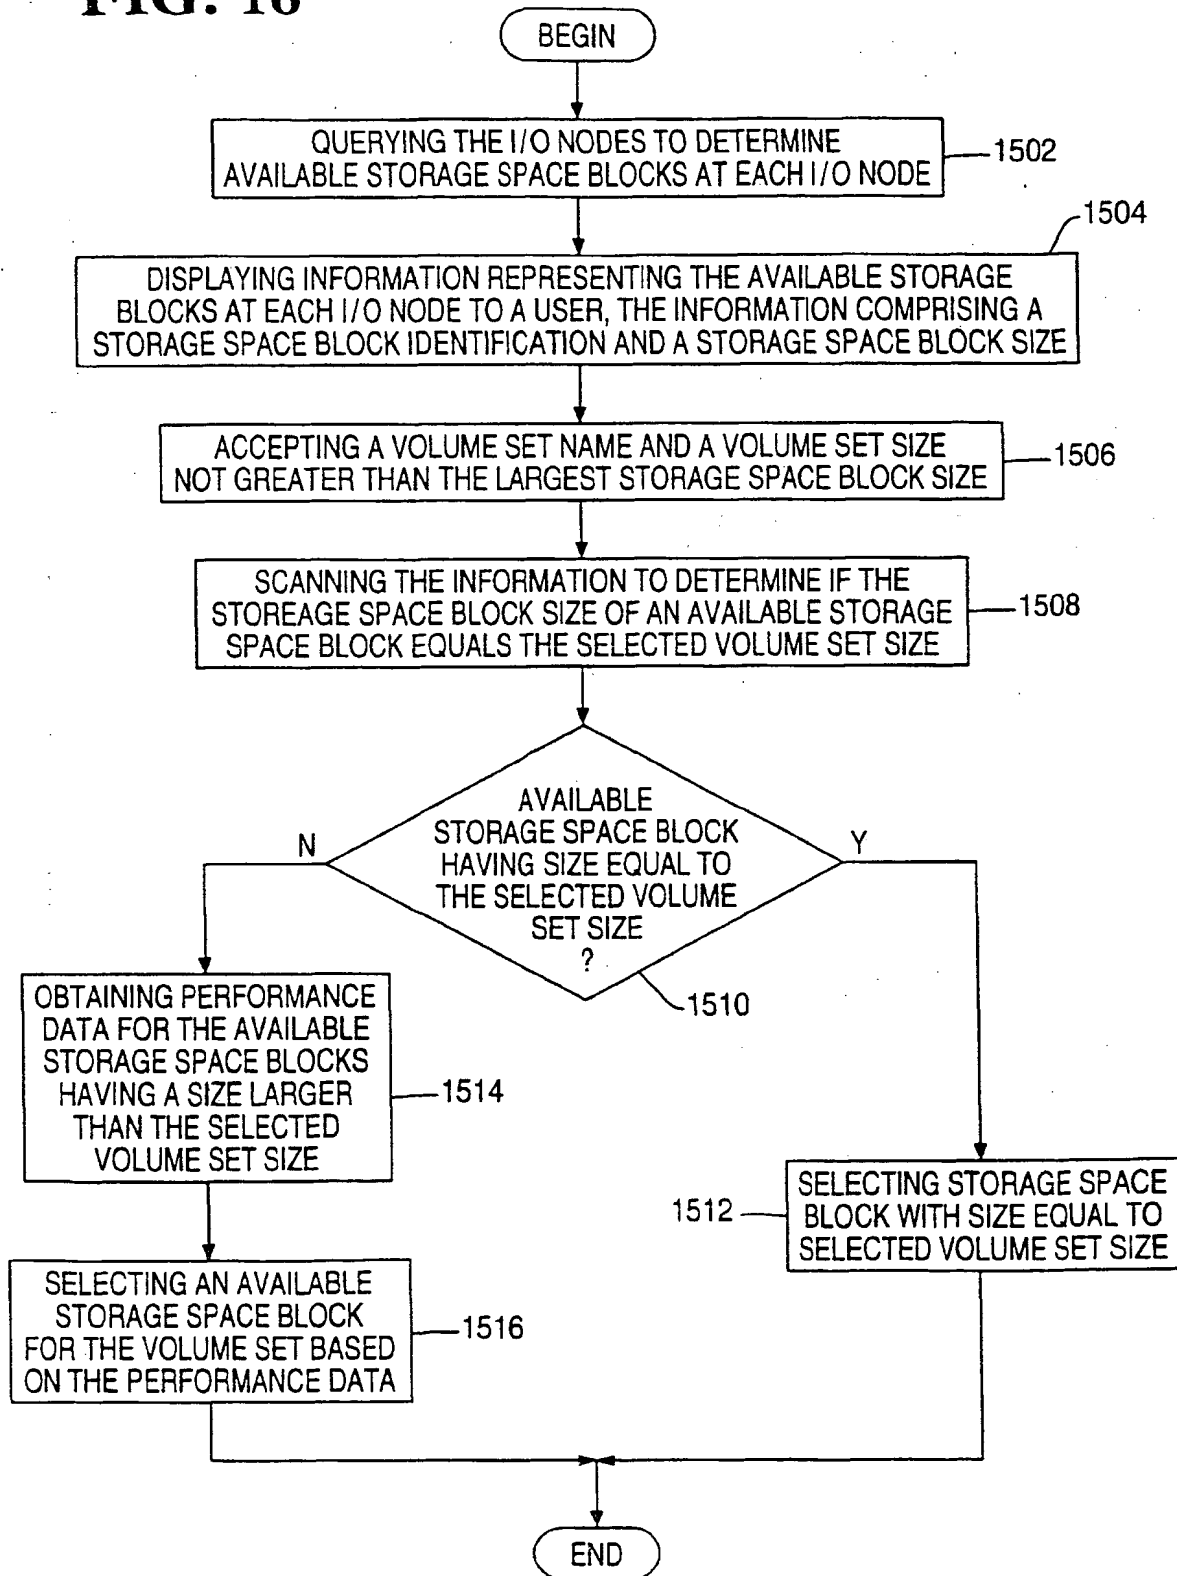 BEGIN
QUERYING THE I/O NODES TO DETERMINE
AVAILABLE STORAGE SPACE BLOCKS AT EACH I/O NODE
1502
1504
DISPLAYING INFORMATION REPRESENTING THE AVAILABLE STORAGE
BLOCKS AT EACH I/O NODE TO A USER, THE INFORMATION COMPRISING A
STORAGE SPACE BLOCK IDENTIFICATION AND A STORAGE SPACE BLOCK SIZE
ACCEPTING A VOLUME SET NAME AND A VOLUME SET SIZE
NOT GREATER THAN THE LARGEST STORAGE SPACE BLOCK SIZE
1506
SCANNING THE INFORMATION TO DETERMINE IF THE
STOREAGE SPACE BLOCK SIZE OF AN AVAILABLE STORAGE
SPACE BLOCK EQUALS THE SELECTED VOLUME SET SIZE
1508
AVAILABLE
STORAGE SPACE BLOCK
HAVING SIZE EQUAL TO
THE SELECTED VOLUME
SET SIZE
?
N
Y
1510
OBTAINING PERFORMANCE
DATA FOR THE AVAILABLE
STORAGE SPACE BLOCKS
HAVING A SIZE LARGER
THAN THE SELECTED
VOLUME SET SIZE
1514
SELECTING STORAGE SPACE
BLOCK WITH SIZE EQUAL TO
SELECTED VOLUME SET SIZE
1512
SELECTING AN AVAILABLE
STORAGE SPACE BLOCK
FOR THE VOLUME SET BASED
ON THE PERFORMANCE DATA
1516
END